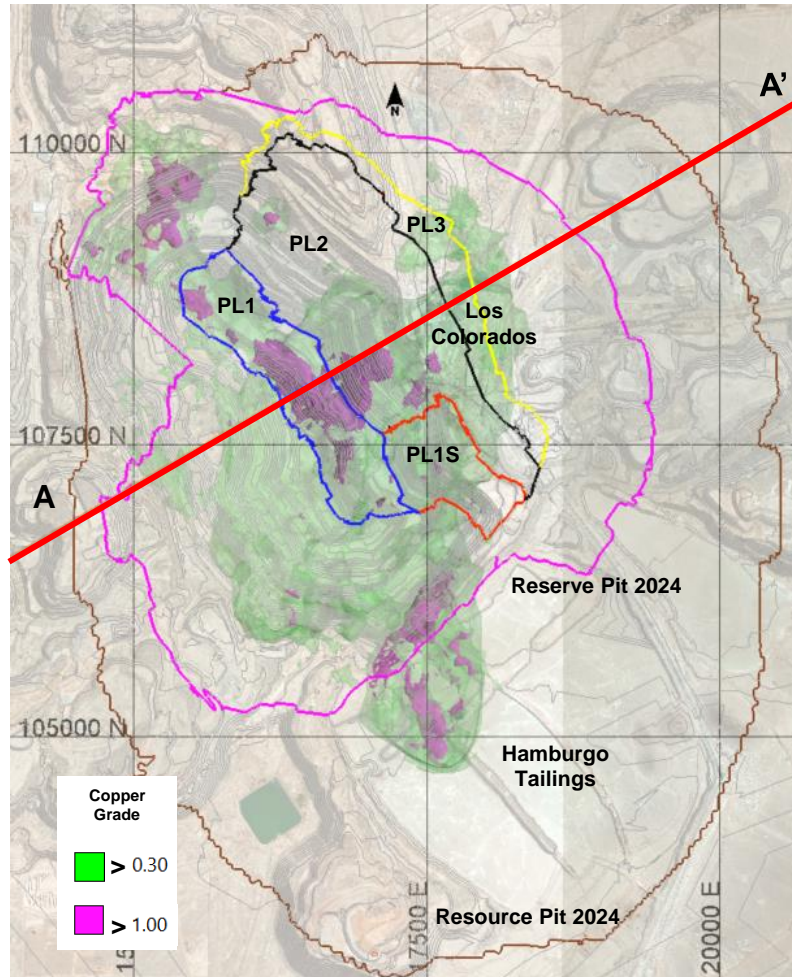 A'
N
110000 N
PL3
PL2
PL1
Los
Colorados
107500 N
PL1S
A
Reserve Pit 2024
105000 N
Hamburgo
Tailings
Copper
Grade
> 0.30
> 1.00
17500 E
20000 E
Resource Pit 2024